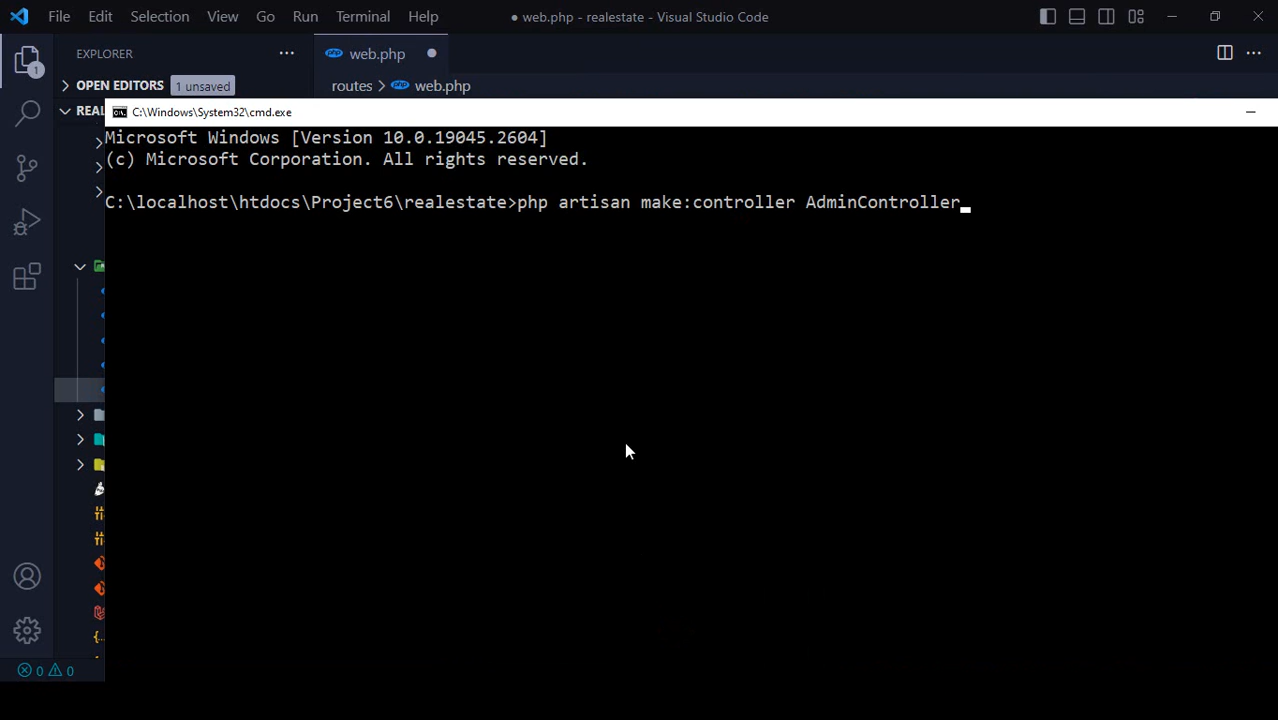 File Edit Selection View Go Run Terminal Help
● web.php - realestate - Visual Studio Code
EXPLORER
web.php
OPEN EDITORS 1 unsaved
routes > web.php
REAL
C:\Windows\System32\cmd.exe
Microsoft Windows [Version 10.0.19045.2604]
(c) Microsoft Corporation. All rights reserved.
C:\localhost\htdocs\Project6\realestate>php artisan make:controller AdminController
1
0 0